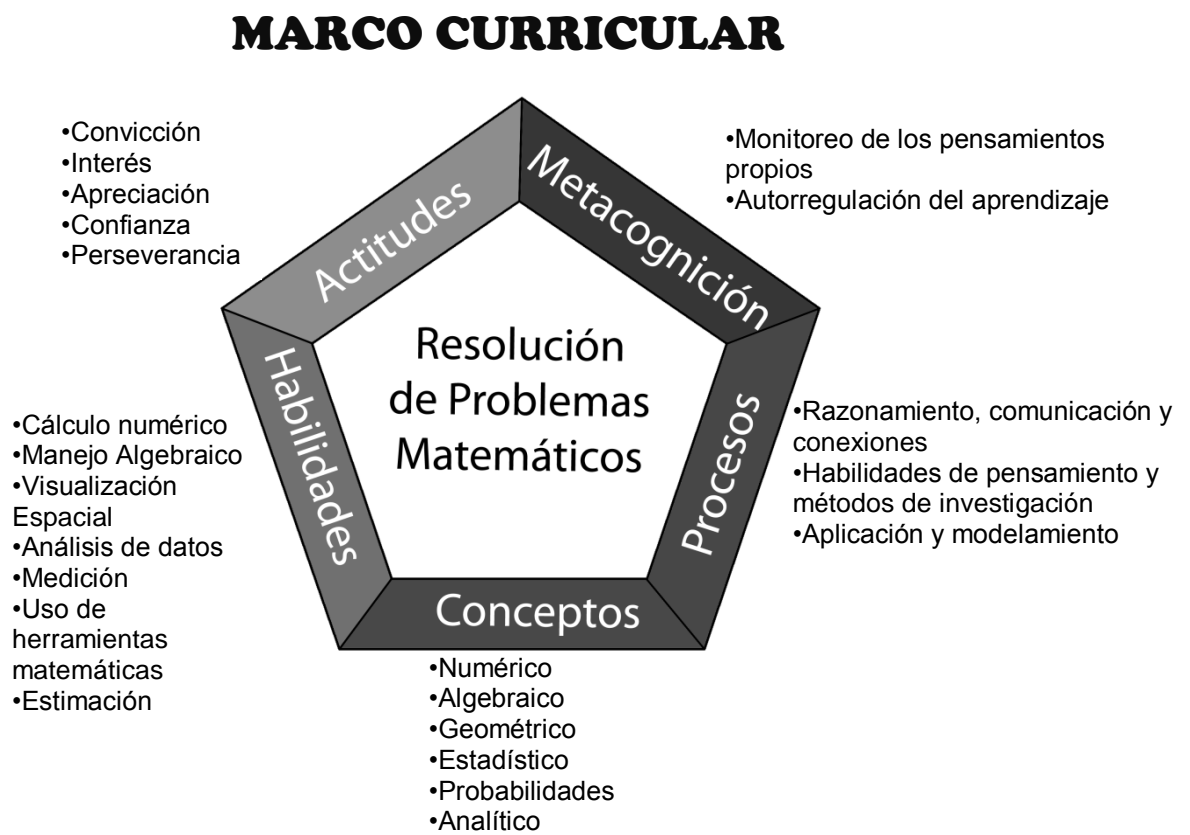 MARCO CURRICULAR
•Convicción
•Interés
•Apreciación
•Confianza
•Perseverancia
Actitudes
Metacognición
•Monitoreo de los pensamientos
propios
•Autorregulación del aprendizaje
Resolución
de Problemas
Matemáticos
Habilidades
•Cálculo numérico
•Manejo Algebraico
•Visualización
Espacial
•Análisis de datos
•Medición
•Uso de
herramientas
matemáticas
•Estimación
Procesos
•Razonamiento, comunicación y
conexiones
•Habilidades de pensamiento y
métodos de investigación
•Aplicación y modelamiento
Conceptos
•Numérico
•Algebraico
•Geométrico
•Estadístico
•Probabilidades
•Analítico